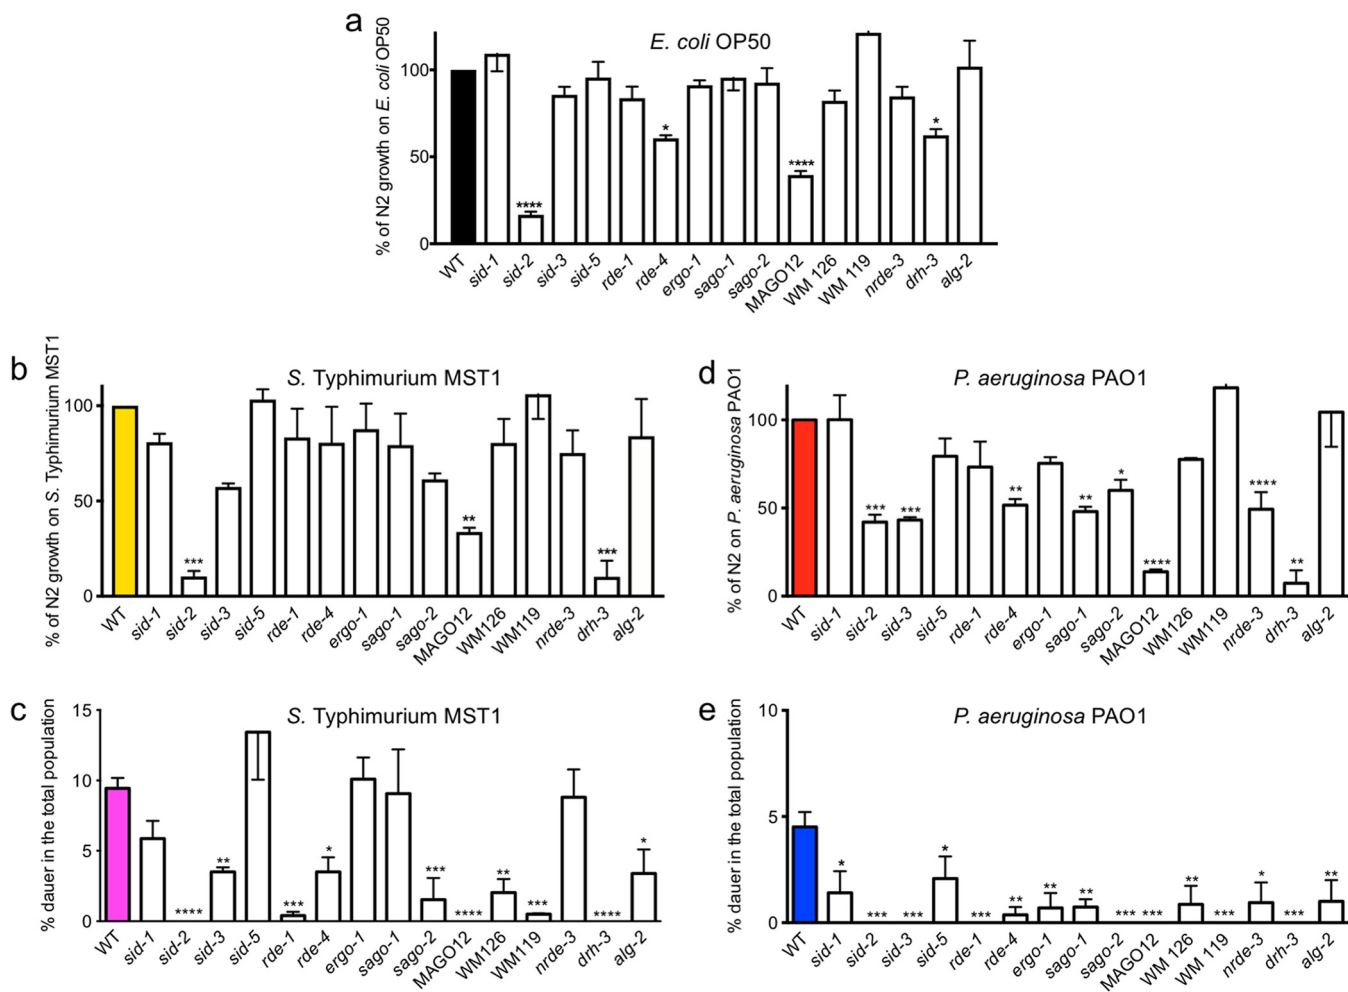 a
E. coli OP50
% of N2 growth on E. coli OP50
100
50
0
*
****
****
*
WT
sid-1
sid-2
sid-3
sid-5
rde-1
rde-4
ergo-1
sago-1
sago-2
MAGO12
WM 126
WM 119
nrde-3
drh-3
alg-2
b
S. Typhimurium MST1
% of N2 growth on S. Typhimurium MST1
100
50
0
***
**
***
WT
sid-1
sid-2
sid-3
sid-5
rde-1
rde-4
ergo-1
sago-1
sago-2
MAGO12
WM126
WM119
nrde-3
drh-3
alg-2
d
P. aeruginosa PAO1
% of N2 on P. aeruginosa PAO1
100
50
0
***
***
**
**
*
****
****
**
WT
sid-1
sid-2
sid-3
sid-5
rde-1
rde-4
ergo-1
sago-1
sago-2
MAGO12
WM126
WM119
nrde-3
drh-3
alg-2
c
S. Typhimurium MST1
% dauer in the total population
15
10
5
0
****
**
***
*
***
****
**
***
****
*
WT
sid-1
sid-2
sid-3
sid-5
rde-1
rde-4
ergo-1
sago-1
sago-2
MAGO12
WM126
WM119
nrde-3
drh-3
alg-2
e
P. aeruginosa PAO1
% dauer in the total population
10
5
0
*
***
***
*
***
**
**
**
***
***
**
***
*
***
**
WT
sid-1
sid-2
sid-3
sid-5
rde-1
rde-4
ergo-1
sago-1
sago-2
MAGO12
WM 126
WM 119
nrde-3
drh-3
alg-2